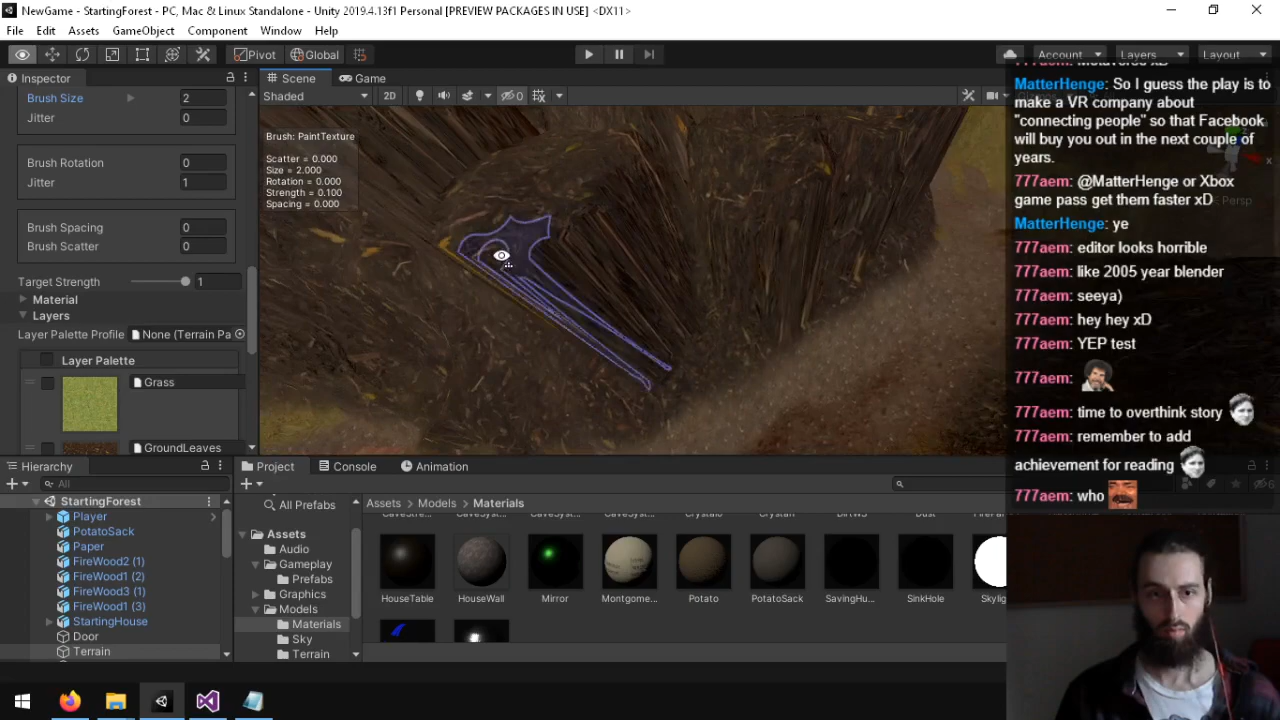 NewGame - StartingForest - PC, Mac & Linux Standalone - Unity 2019.4.13f1 Personal [PREVIEW PACKAGES IN USE] <DX11>
File Edit Assets GameObject Component Window Help
Pivot Global Account Layers Layout
Inspector Scene Game
Brush Size 2 Shaded 2D 0
Jitter 0
Brush Rotation 0
Jitter 1
Brush Spacing 0
Brush Scatter 0
Target Strength 1
Material
Layers
Layer Palette Profile None (Terrain Pa
Layer Palette
Grass
GroundLeaves
Brush: PaintTexture
Scatter = 0.000
Size = 2.000
Rotation = 0.000
Strength = 0.100
Spacing = 0.000
Persp
MatterHenge: So I guess the play is to
make a VR company about
"connecting people" so that Facebook
will buy you out in the next couple of
years.
777aem: @MatterHenge or Xbox
game pass get them faster xD
MatterHenge: ye
777aem: editor looks horrible
777aem: like 2005 year blender
777aem: seeya)
777aem: hey hey xD
777aem: YEP test
777aem:
777aem: time to overthink story
777aem: remember to add
achievement for reading
777aem: who
Hierarchy
All
StartingForest
Player
PotatoSack
Paper
FireWood2 (1)
FireWood1 (2)
FireWood3 (1)
FireWood1 (3)
StartingHouse
Door
Terrain
Project Console Animation
All Prefabs
Assets
Audio
Gameplay
Prefabs
Graphics
Models
Materials
Sky
Terrain
Assets > Models > Materials
HouseTable HouseWall Mirror Montgome... Potato PotatoSack SavingHu... SinkHole Skylig